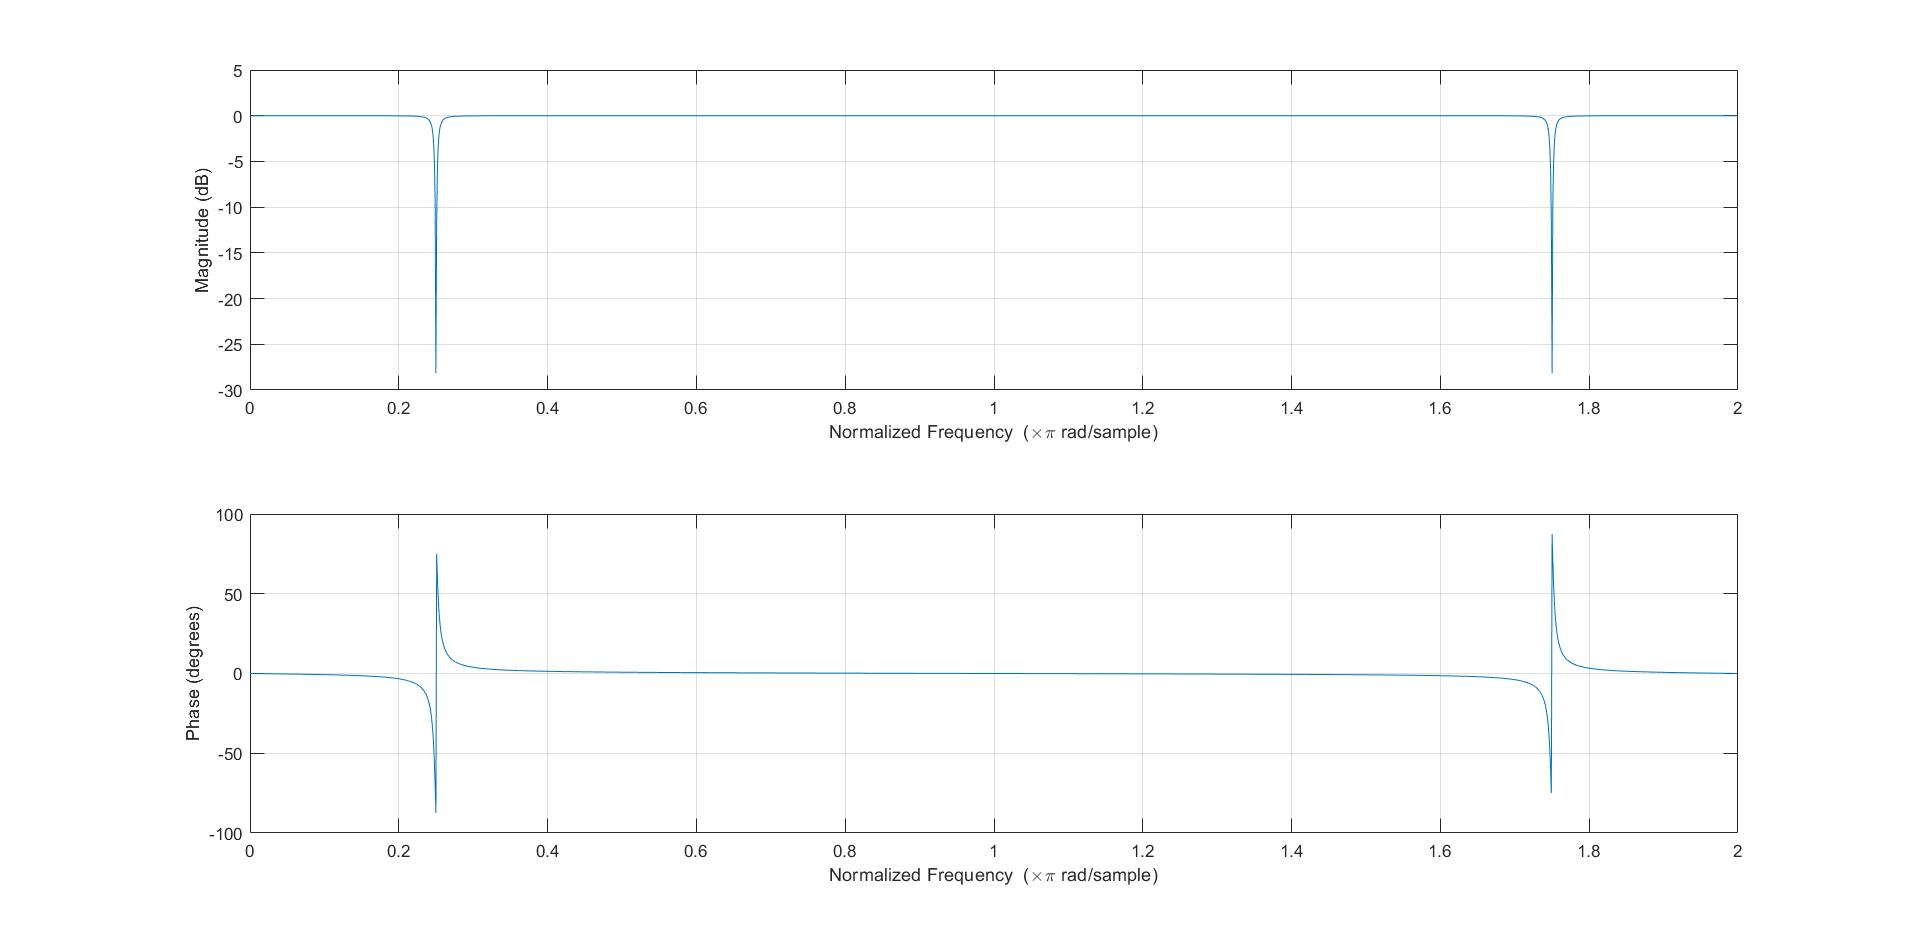 5
0
-5
-10
-15
-20
-25
-30
Magnitude (dB)
0 0.2 0.4 0.6 0.8 1 1.2 1.4 1.6 1.8 2
Normalized Frequency (×π rad/sample)
100
50
0
-50
-100
Phase (degrees)
0 0.2 0.4 0.6 0.8 1 1.2 1.4 1.6 1.8 2
Normalized Frequency (×π rad/sample)